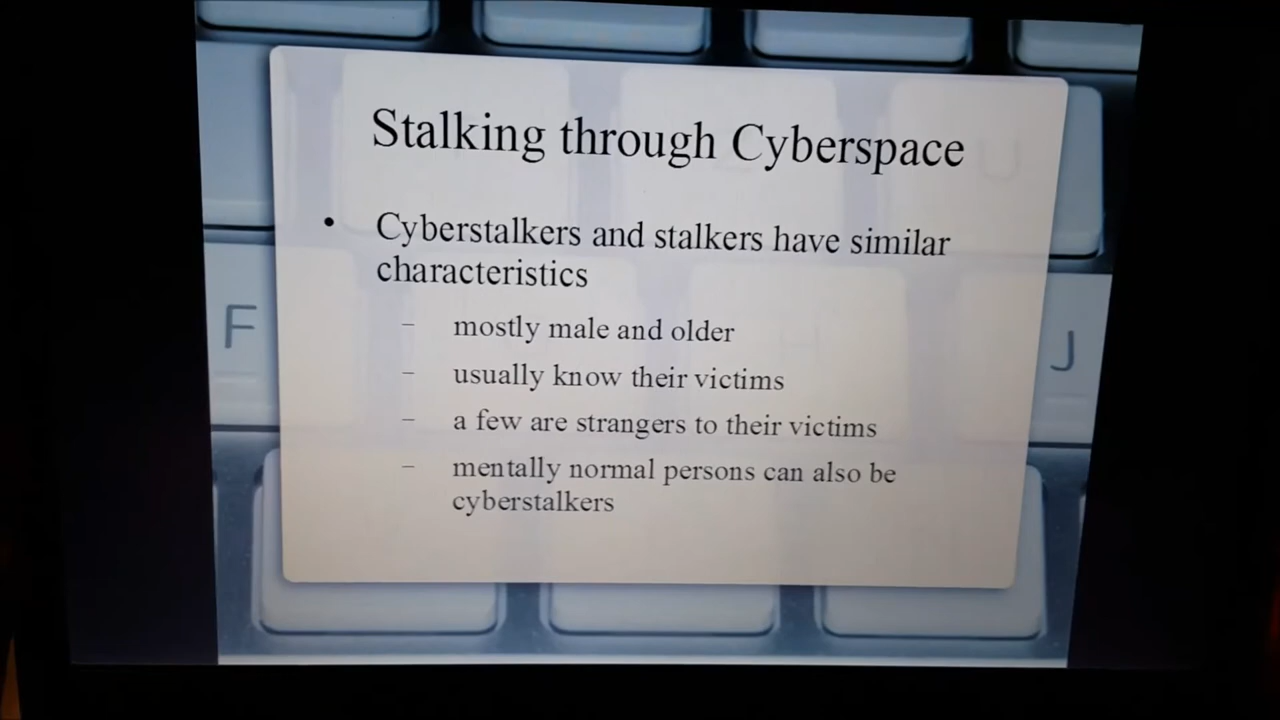 Stalking through Cyberspace
• Cyberstalkers and stalkers have similar
characteristics
– mostly male and older
– usually know their victims
– a few are strangers to their victims
– mentally normal persons can also be
cyberstalkers
F
J